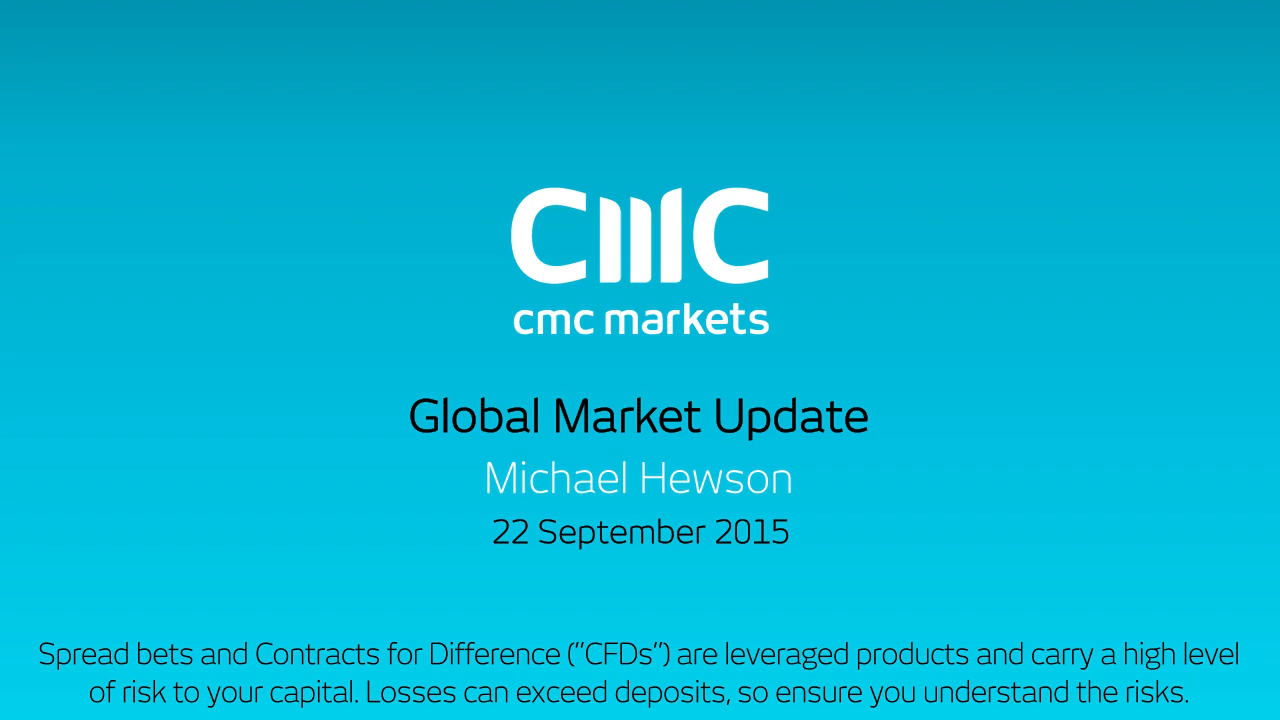 CMC
cmc markets
Global Market Update
Michael Hewson
22 September 2015
Spread bets and Contracts for Difference (“CFDs”) are leveraged products and carry a high level
of risk to your capital. Losses can exceed deposits, so ensure you understand the risks.